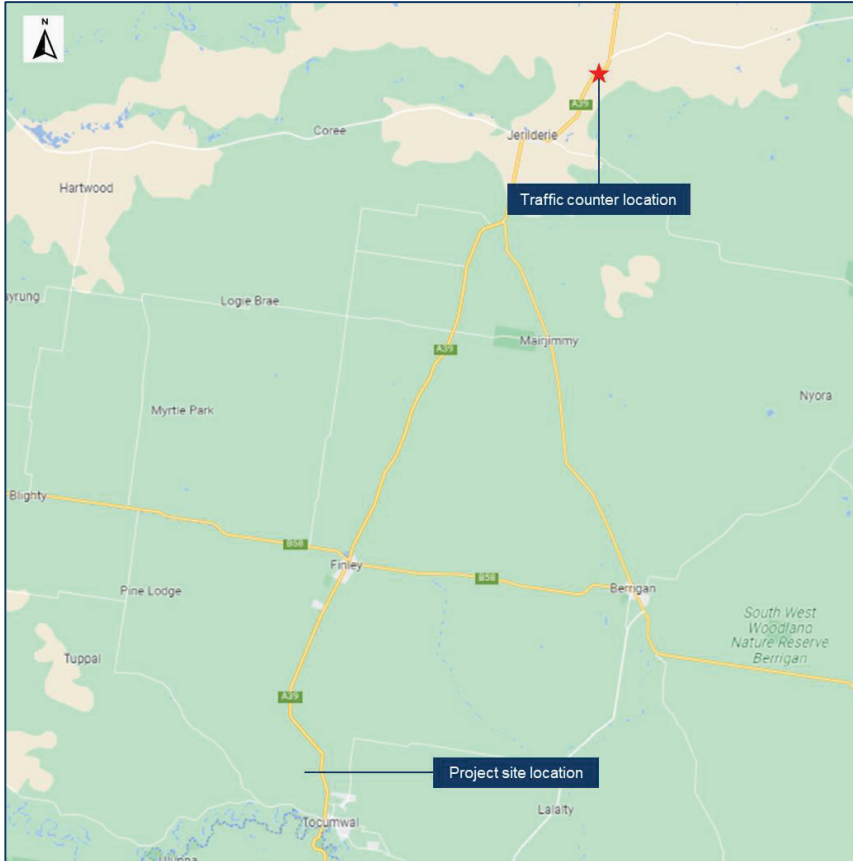 N
A39
Jerilderie
Coree
Hartwood
Traffic counter location
ayrung
Logie Brae
Mairjimmy
A39
Nyora
Myrtle Park
Blighty
B58
Finley
B58
Pine Lodge
Berrigan
South West
Woodland
Nature Reserve
Berrigan
Tuppal
A39
Project site location
Lalalty
Tocumwal
Ulupna